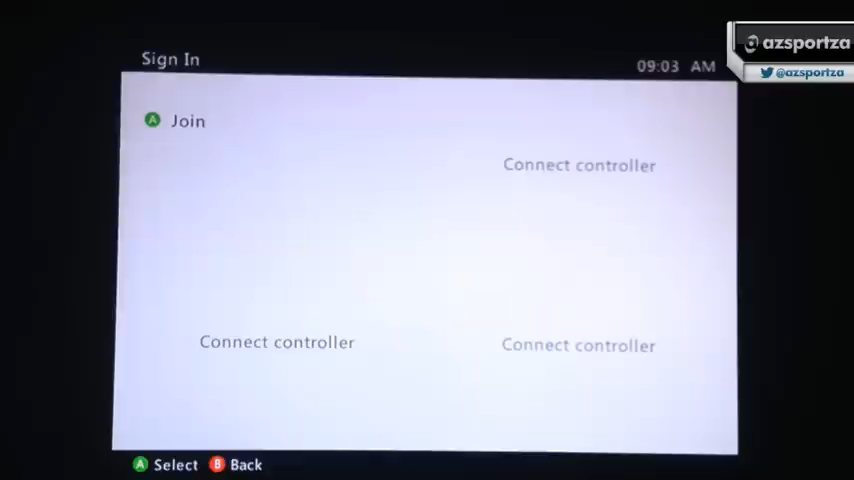 Sign In
09:03 AM
azsportza
@azsportza
A Join
Connect controller
Connect controller
Connect controller
A Select B Back